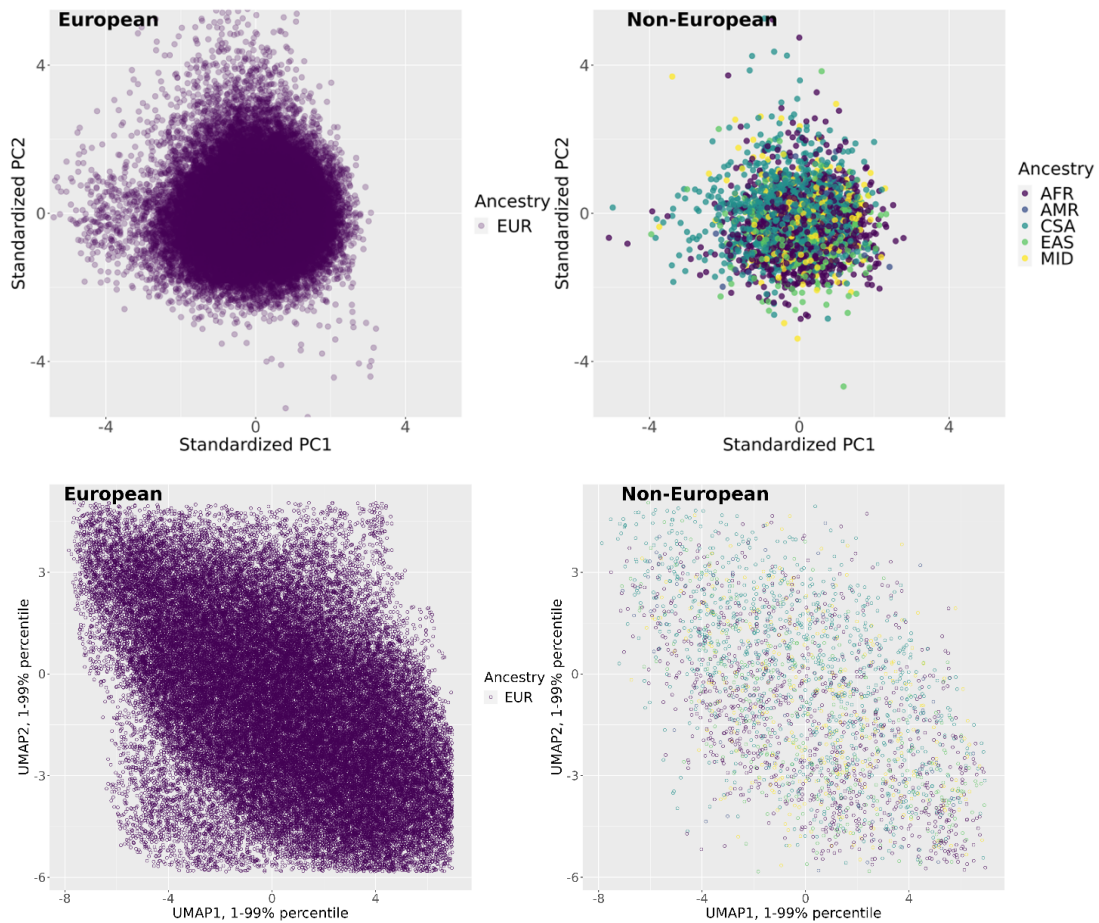 European
4
0
-4
Standardized PC2
-4
0
4
Standardized PC1
Ancestry
EUR
Non-European
4
0
-4
Standardized PC2
-4
0
4
Standardized PC1
Ancestry
AFR
AMR
CSA
EAS
MID
European
3
0
-3
-6
UMAP2, 1-99% percentile
-8
-4
0
4
UMAP1, 1-99% percentile
Ancestry
EUR
Non-European
3
0
-3
-6
UMAP2, 1-99% percentile
-8
-4
0
4
UMAP1, 1-99% percentile